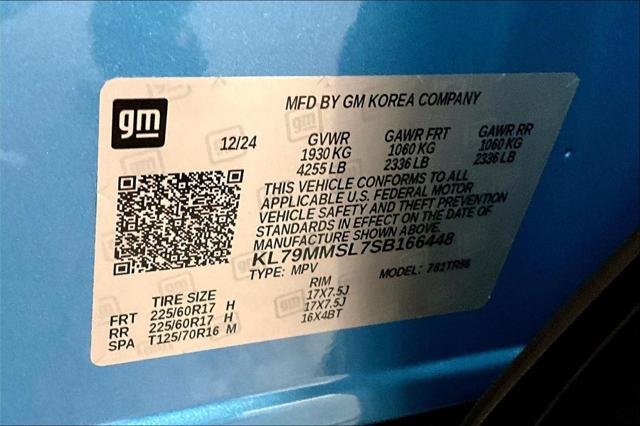 gm
MFD BY GM KOREA COMPANY
12/24 GVWR GAWR FRT GAWR RR
1930 KG 1060 KG 1060 KG
4255 LB 2336 LB 2336 LB
THIS VEHICLE CONFORMS TO ALL
APPLICABLE U.S. FEDERAL MOTOR
VEHICLE SAFETY AND THEFT PREVENTION
STANDARDS IN EFFECT ON THE DATE OF
MANUFACTURE SHOWN ABOVE.
KL79MMSL7SB166448
TYPE: MPV MODEL: 781TR56
TIRE SIZE RIM
FRT 225/60R17 H 17X7.5J
RR 225/60R17 H 17X7.5J
SPA T125/70R16 M 16X4BT